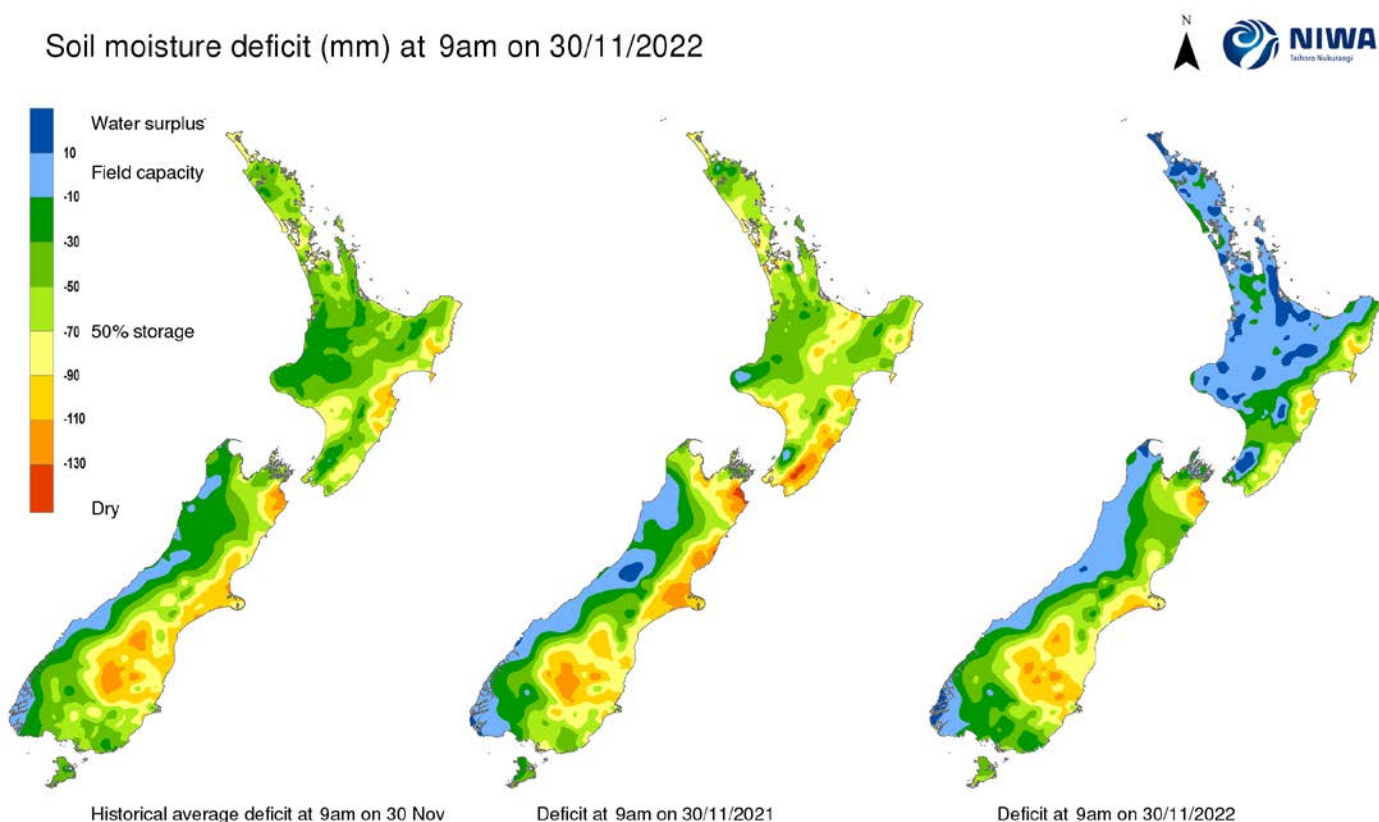 Soil moisture deficit (mm) at 9am on 30/11/2022
N
NIWA
Taihoro Nukurangi
Water surplus
10
Field capacity
-10
-30
-50
-70
50% storage
-90
-110
-130
Dry
Historical average deficit at 9am on 30 Nov
Deficit at 9am on 30/11/2021
Deficit at 9am on 30/11/2022